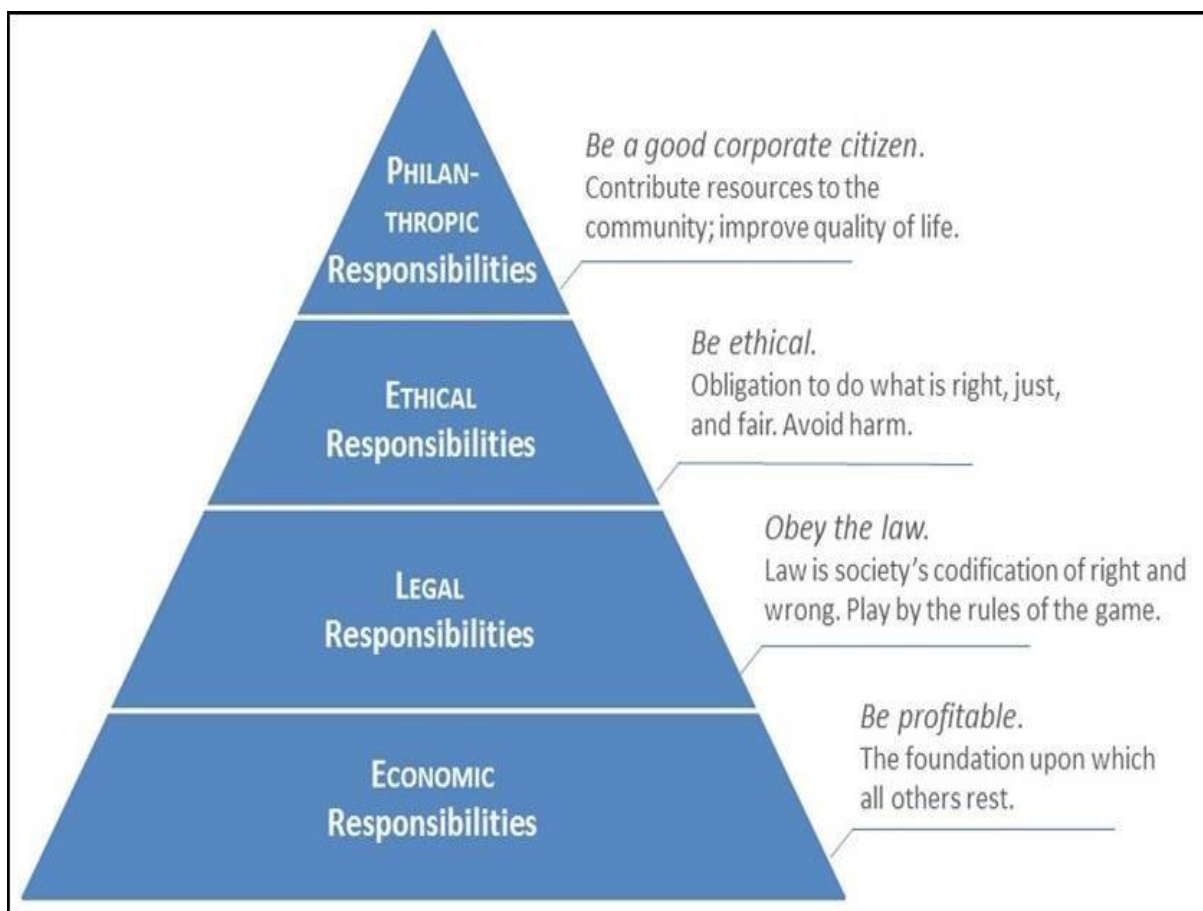 PHILAN-
THROPIC
Responsibilities
Be a good corporate citizen.
Contribute resources to the
community; improve quality of life.
ETHICAL
Responsibilities
Be ethical.
Obligation to do what is right, just,
and fair. Avoid harm.
LEGAL
Responsibilities
Obey the law.
Law is society’s codification of right and
wrong. Play by the rules of the game.
ECONOMIC
Responsibilities
Be profitable.
The foundation upon which
all others rest.